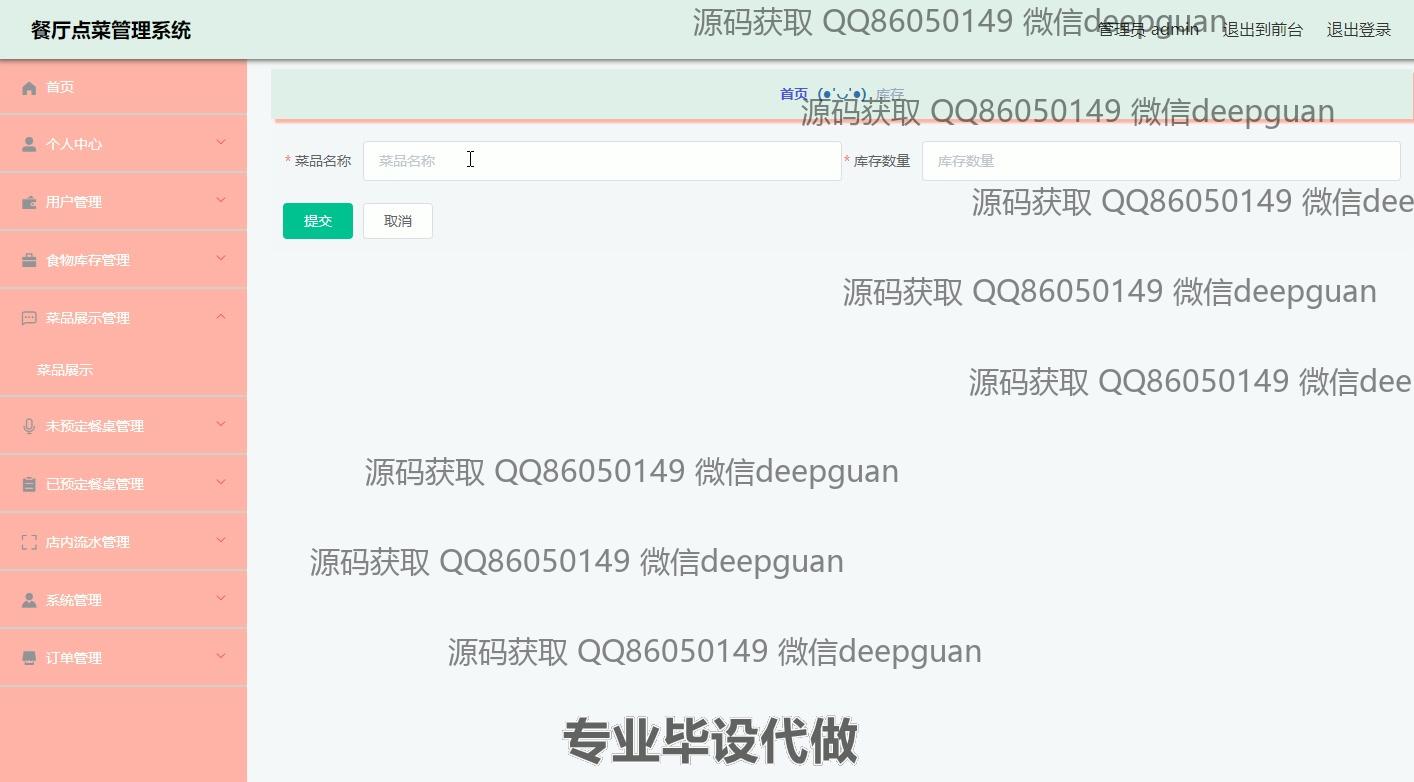 餐厅点菜管理系统
源码获取 QQ86050149 微信deepguan
管理员 admin
退出到前台
退出登录
首页
首页 (●'◡'●) 库存
源码获取 QQ86050149 微信deepguan
个人中心
* 菜品名称 菜品名称
* 库存数量 库存数量
用户管理
源码获取 QQ86050149 微信dee
提交
取消
食物库存管理
源码获取 QQ86050149 微信deepguan
菜品展示管理
菜品展示
源码获取 QQ86050149 微信dee
未预定餐桌管理
源码获取 QQ86050149 微信deepguan
已预定餐桌管理
店内流水管理
源码获取 QQ86050149 微信deepguan
系统管理
源码获取 QQ86050149 微信deepguan
订单管理
专业毕设代做